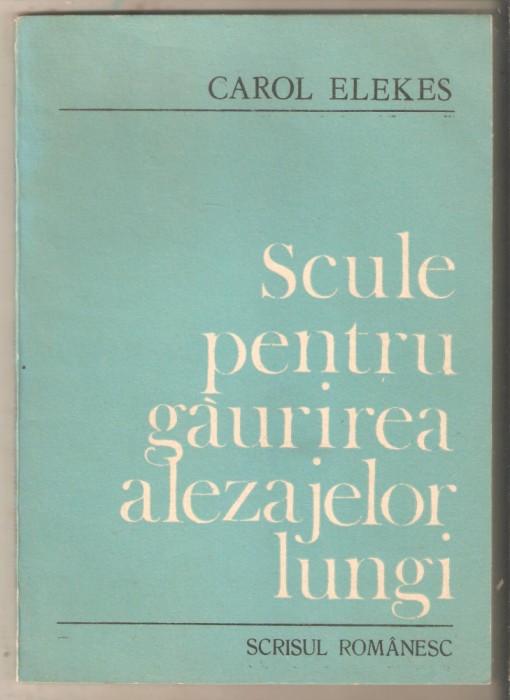 CAROL ELEKES
Scule
pentru
găurirea
alezajelor
lungi
SCRISUL ROMÂNESC